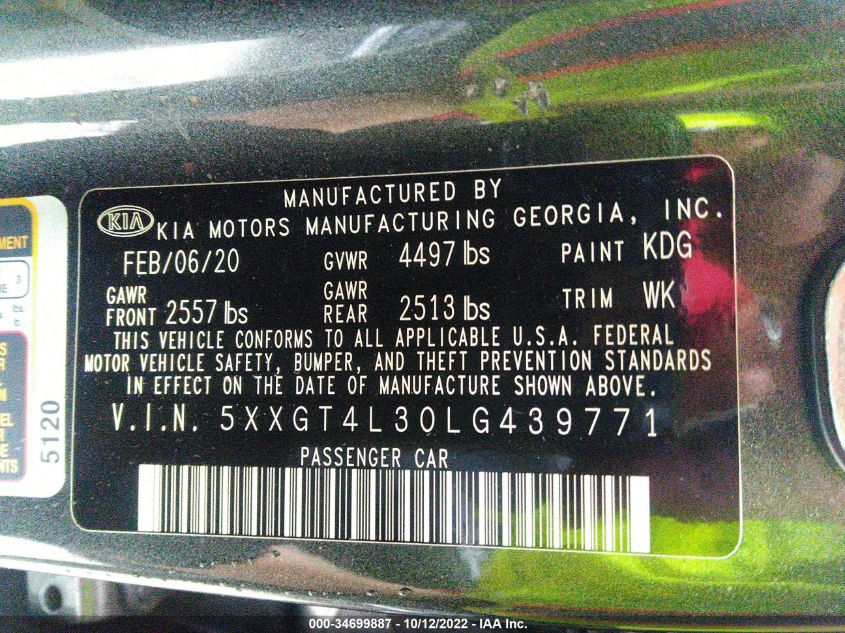 MANUFACTURED BY
KIA KIA MOTORS MANUFACTURING GEORGIA, INC.
FEB/06/20 GVWR 4497 lbs PAINT KDG
GAWR FRONT 2557 lbs GAWR REAR 2513 lbs TRIM WK
THIS VEHICLE CONFORMS TO ALL APPLICABLE U.S.A. FEDERAL
MOTOR VEHICLE SAFETY, BUMPER, AND THEFT PREVENTION STANDARDS
IN EFFECT ON THE DATE OF MANUFACTURE SHOWN ABOVE.
V.I.N. 5XXGT4L30LG439771
PASSENGER CAR
5120
000-34699887 - 10/12/2022 - IAA Inc.